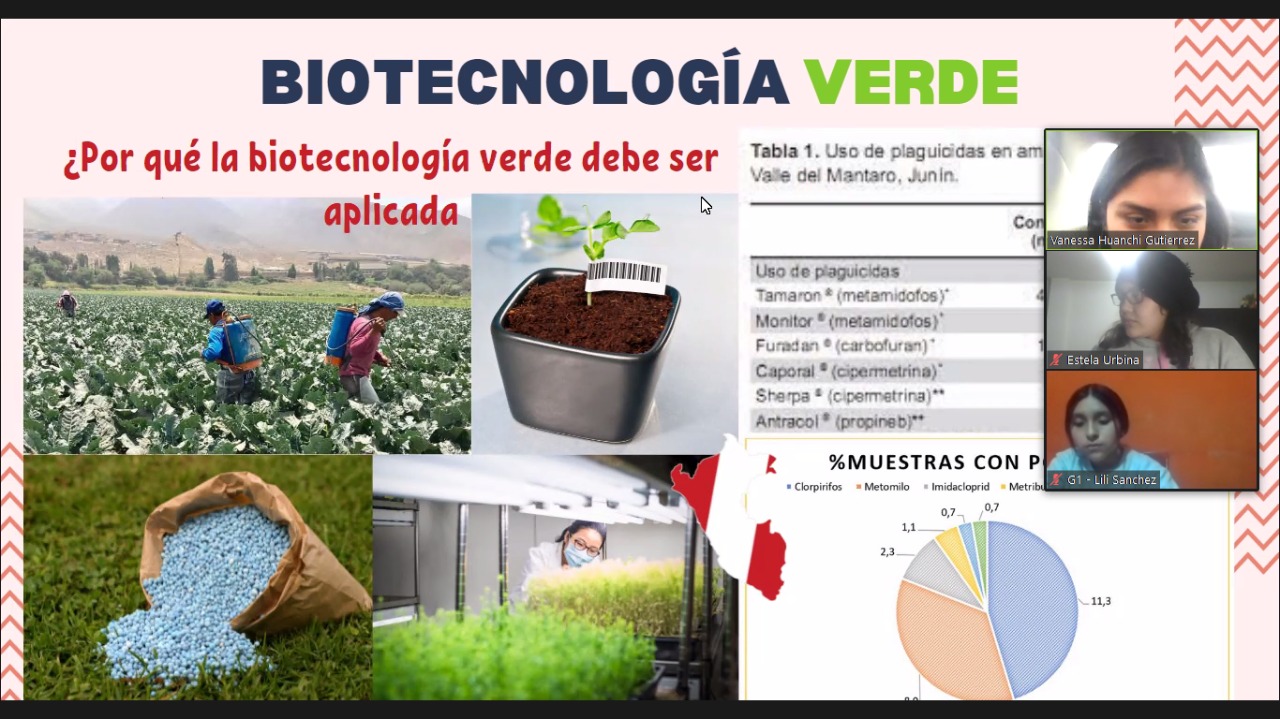 BIOTECNOLOGÍA VERDE
¿Por qué la biotecnología verde debe ser
aplicada
Tabla 1. Uso de plaguicidas en
Valle del Mantaro, Junín.
Uso de plaguicidas
Tamaron ® (metamidofos)*
Monitor ® (metamidofos)*
Furadan ® (carbofuran)*
Caporal ® (cipermetrina)*
Sherpa ® (cipermetrina)**
Antracol ® (propineb)**
Vanessa Huanchi Gutierrez
Estela Urbina
G1 - Lili Sanchez
%MUESTRAS CON
Clorpirifos Metomilo Imidacloprid
0,7
0,7
1,1
2,3
11,3